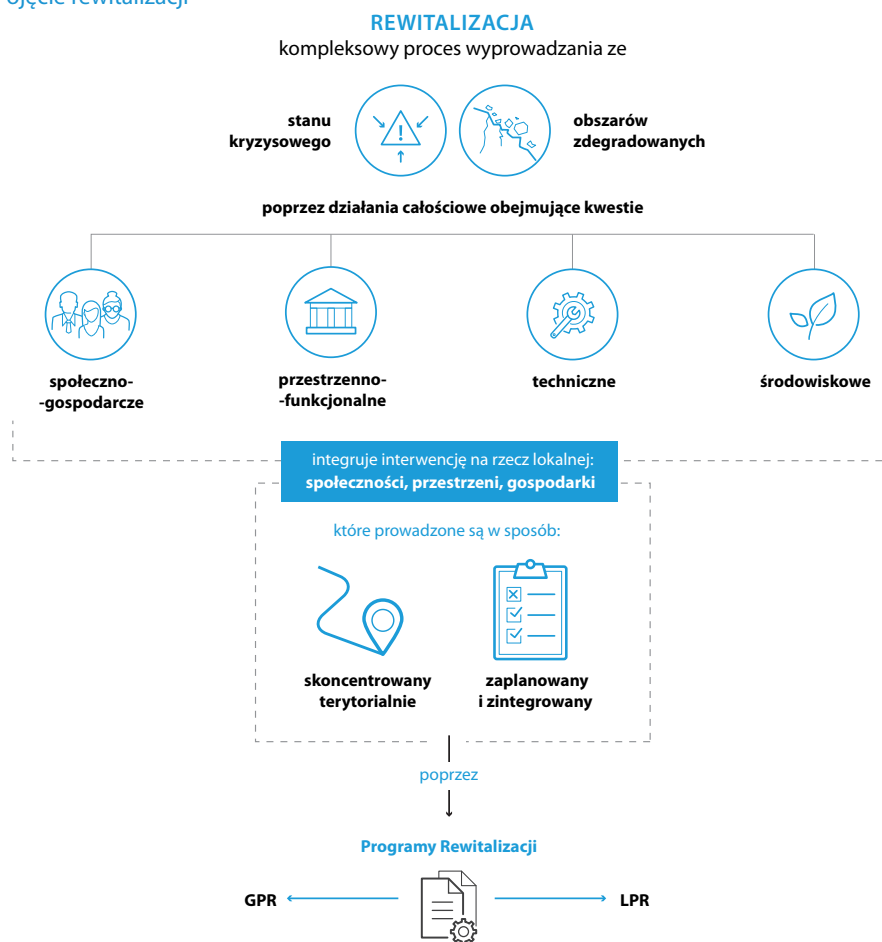 ojęcie rewitalizacji
REWITALIZACJA
kompleksowy proces wyprowadzania ze
stanu
kryzysowego
obszarów
zdegradowanych
poprzez działania całościowe obejmujące kwestie
społeczno-
-gospodarcze
przestrzenno-
-funkcjonalne
techniczne
środowiskowe
integruje interwencję na rzecz lokalnej:
społeczności, przestrzeni, gospodarki
które prowadzone są w sposób:
skoncentrowany
terytorialnie
zaplanowany
i zintegrowany
poprzez
Programy Rewitalizacji
GPR
LPR